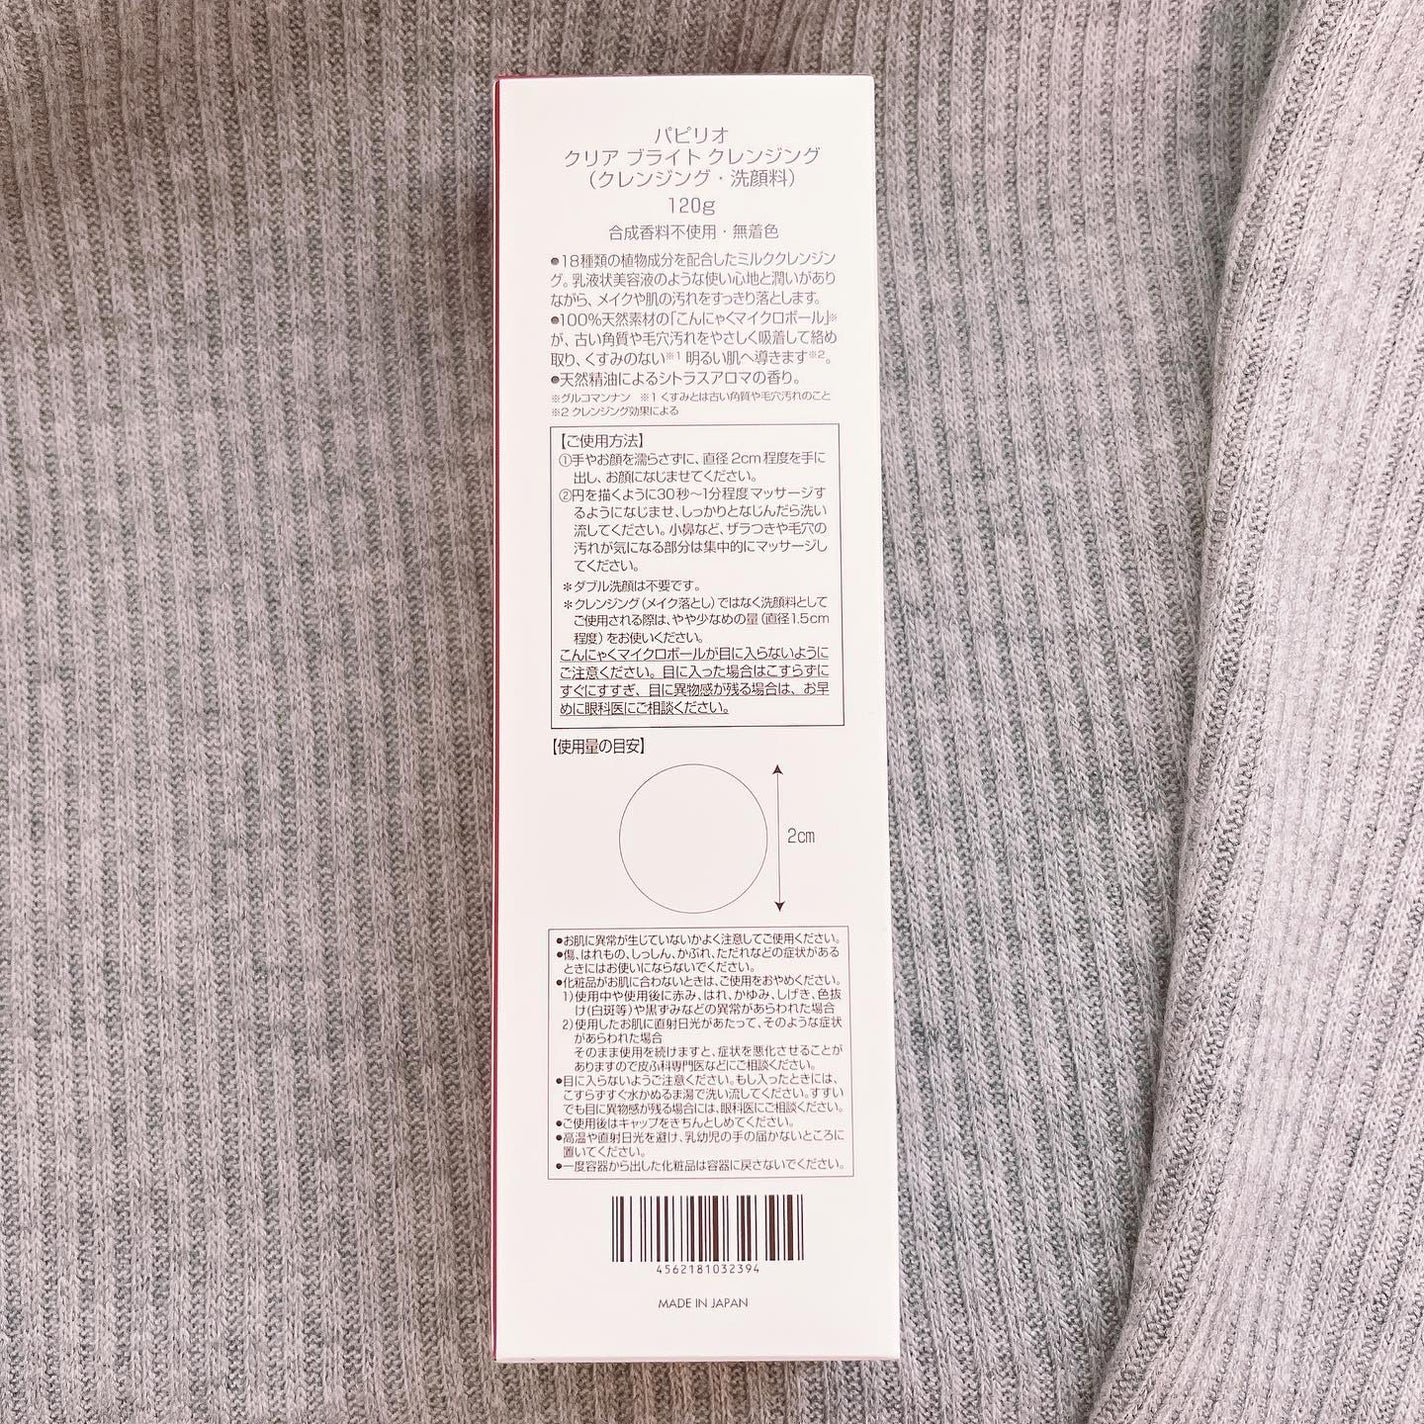 パピリオ
クリア ブライト クレンジング
（クレンジング・洗顔料）
120g
合成香料不使用・無着色
●18種類の植物成分を配合したミルククレンジン
グ。乳液状美容液のような使い心地と潤いがあり
ながら、メイクや肌の汚れをすっきり落とします。
●100%天然素材の「こんにゃくマイクロボール」※
が、古い角質や毛穴汚れをやさしく吸着して絡め
取り、くすみのない※1 明るい肌へ導きます※2。
●天然精油によるシトラスアロマの香り。
※グルコマンナン　※1 くすみとは古い角質や毛穴汚れのこと
※2 クレンジング効果による
【ご使用方法】
①手やお顔を濡らさずに、直径 2cm 程度を手に
出し、お顔になじませてください。
②円を描くように30秒〜1分程度マッサージす
るようになじませ、しっかりとなじんだら洗い
流してください。小鼻など、ザラつきや毛穴の
汚れが気になる部分は集中的にマッサージし
てください。
＊ダブル洗顔は不要です。
＊クレンジング（メイク落とし）ではなく洗顔料として
ご使用される際は、やや少なめの量（直径1.5cm
程度）をお使いください。
こんにゃくマイクロボールが目に入らないように
ご注意ください。目に入った場合はこすらずに
すぐにすすぎ、目に異物感が残る場合は、お早
めに眼科医にご相談ください。
【使用量の目安】
2cm
●お肌に異常が生じていないかよく注意してご使用ください。
●傷、はれもの、しっしん、かぶれ、ただれなどの症状がある
ときにはお使いにならないでください。
●化粧品がお肌に合わないときは、ご使用をおやめください。
1）使用中や使用後に赤み、はれ、かゆみ、しげき、色抜
け（白斑等）や黒ずみなどの異常があらわれた場合
2）使用したお肌に直射日光があたって、そのような症状
があらわれた場合
そのまま使用を続けますと、症状を悪化させることが
ありますので皮ふ科専門医などにご相談ください。
●目に入らないようご注意ください。もし入ったときには、
こすらずすぐ水かぬるま湯で洗い流してください。すすい
でも目に異物感が残る場合には、眼科医にご相談ください。
●ご使用後はキャップをきちんとしめてください。
●高温や直射日光を避け、乳幼児の手の届かないところに
置いてください。
●一度容器から出した化粧品は容器に戻さないでください。
4562181032394
MADE IN JAPAN